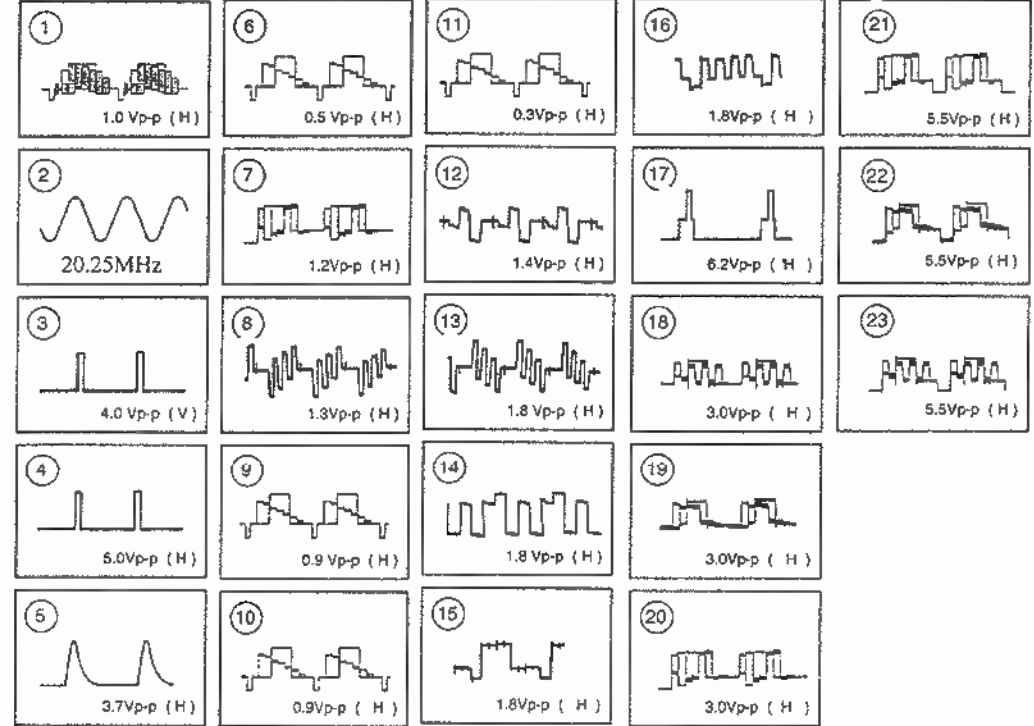 1
1.0 Vp-p (H)
2
20.25MHz
3
4.0 Vp-p (V)
4
5.0Vp-p (H)
5
3.7Vp-p (H)
6
0.5 Vp-p (H)
7
1.2Vp-p (H)
8
1.3Vp-p (H)
9
0.9 Vp-p (H)
10
0.9Vp-p (H)
11
0.3Vp-p (H)
12
1.4Vp-p (H)
13
1.8 Vp-p (H)
14
1.8 Vp-p (H)
15
1.8Vp-p ( H )
16
1.8Vp-p ( H )
17
6.2Vp-p ( H )
18
3.0Vp-p ( H )
19
3.0Vp-p ( H )
20
3.0Vp-p ( H )
21
5.5Vp-p (H)
22
5.5Vp-p (H)
23
5.5Vp-p (H)